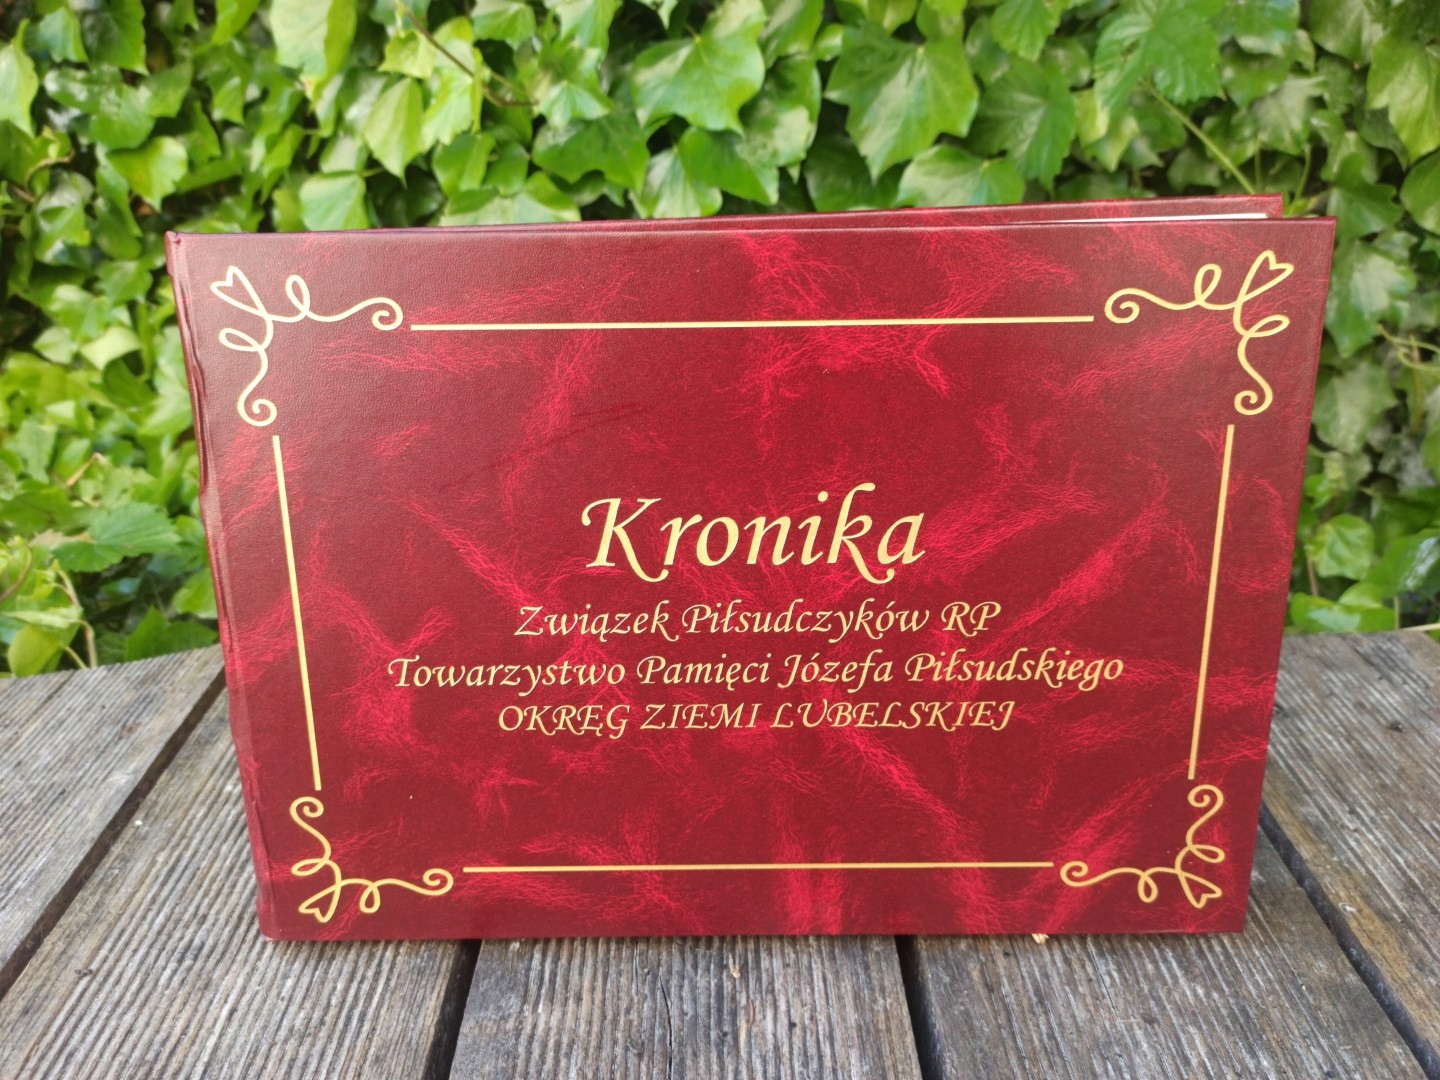 Kronika
Związek Piłsudczyków RP
Towarzystwo Pamięci Józefa Piłsudskiego
OKRĘG ZIEMI LUBELSKIEJ